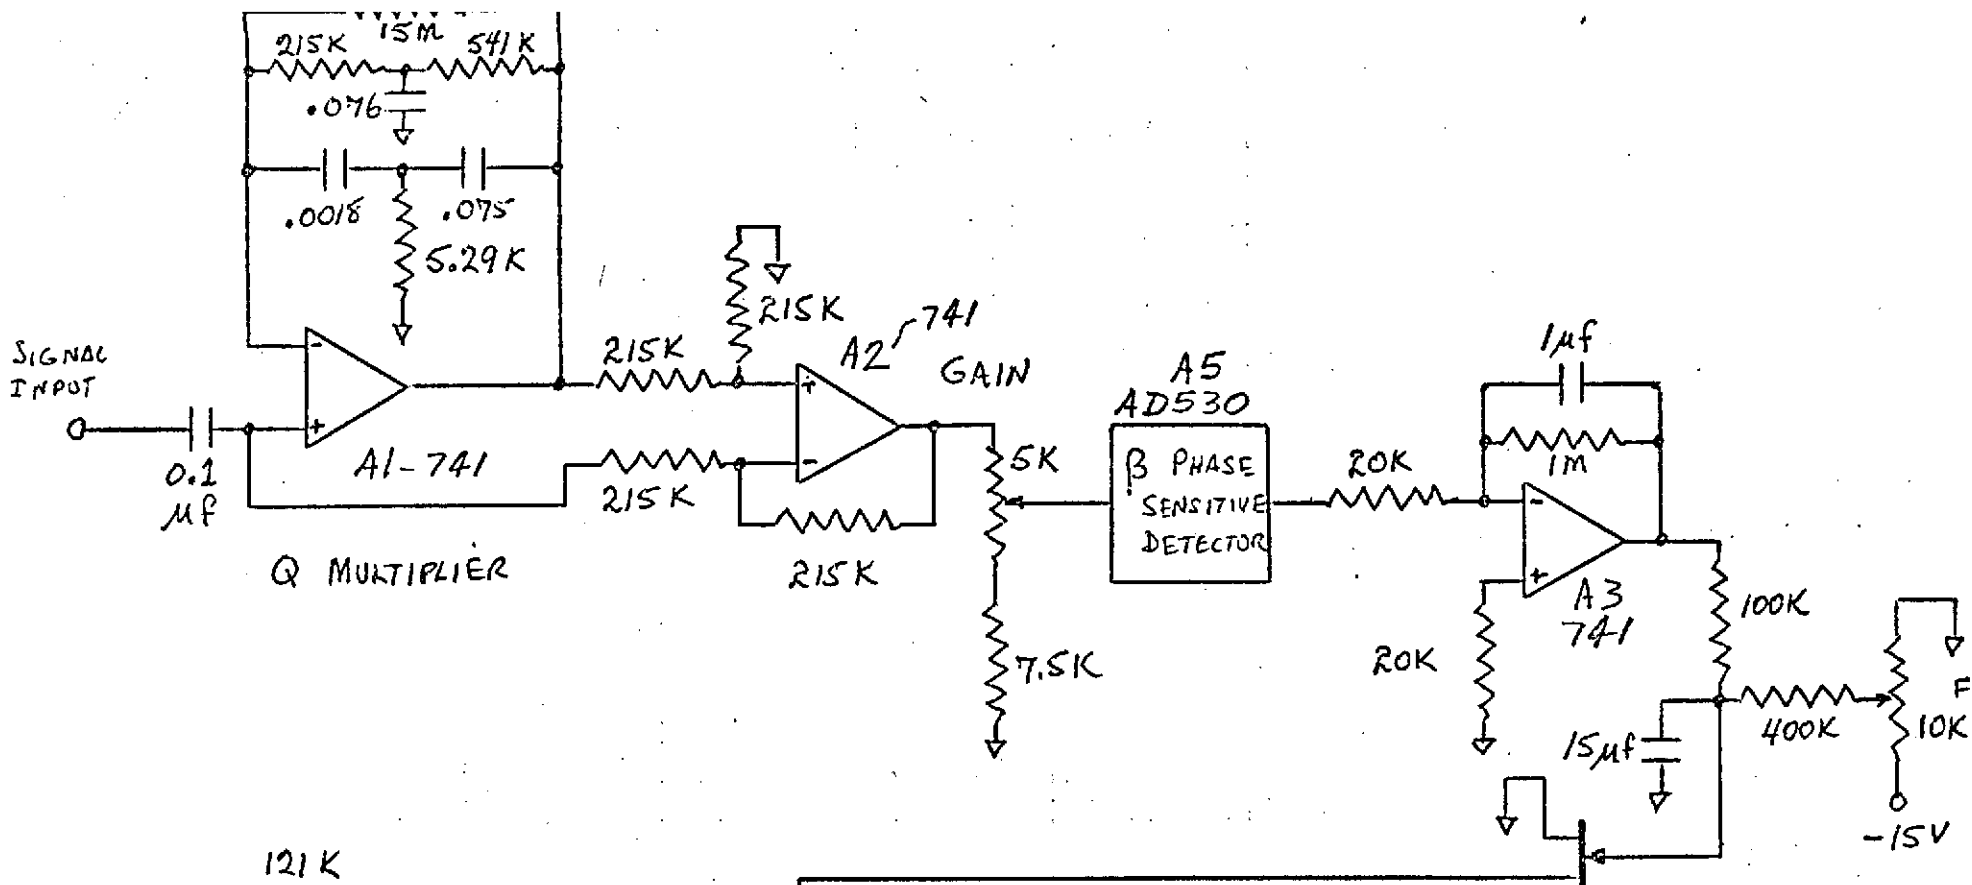 15M
215K
541K
.076
.0018
.075
5.29K
SIGNAL
INPUT
0.1
μf
-
+
A1-741
Q MULTIPLIER
215K
215K
215K
215K
A2 741
+
-
GAIN
5K
7.5K
A5
AD530
β PHASE
SENSITIVE
DETECTOR
20K
1μf
1M
-
+
A3
741
20K
100K
15μf
400K
10K
F
-15V
121K